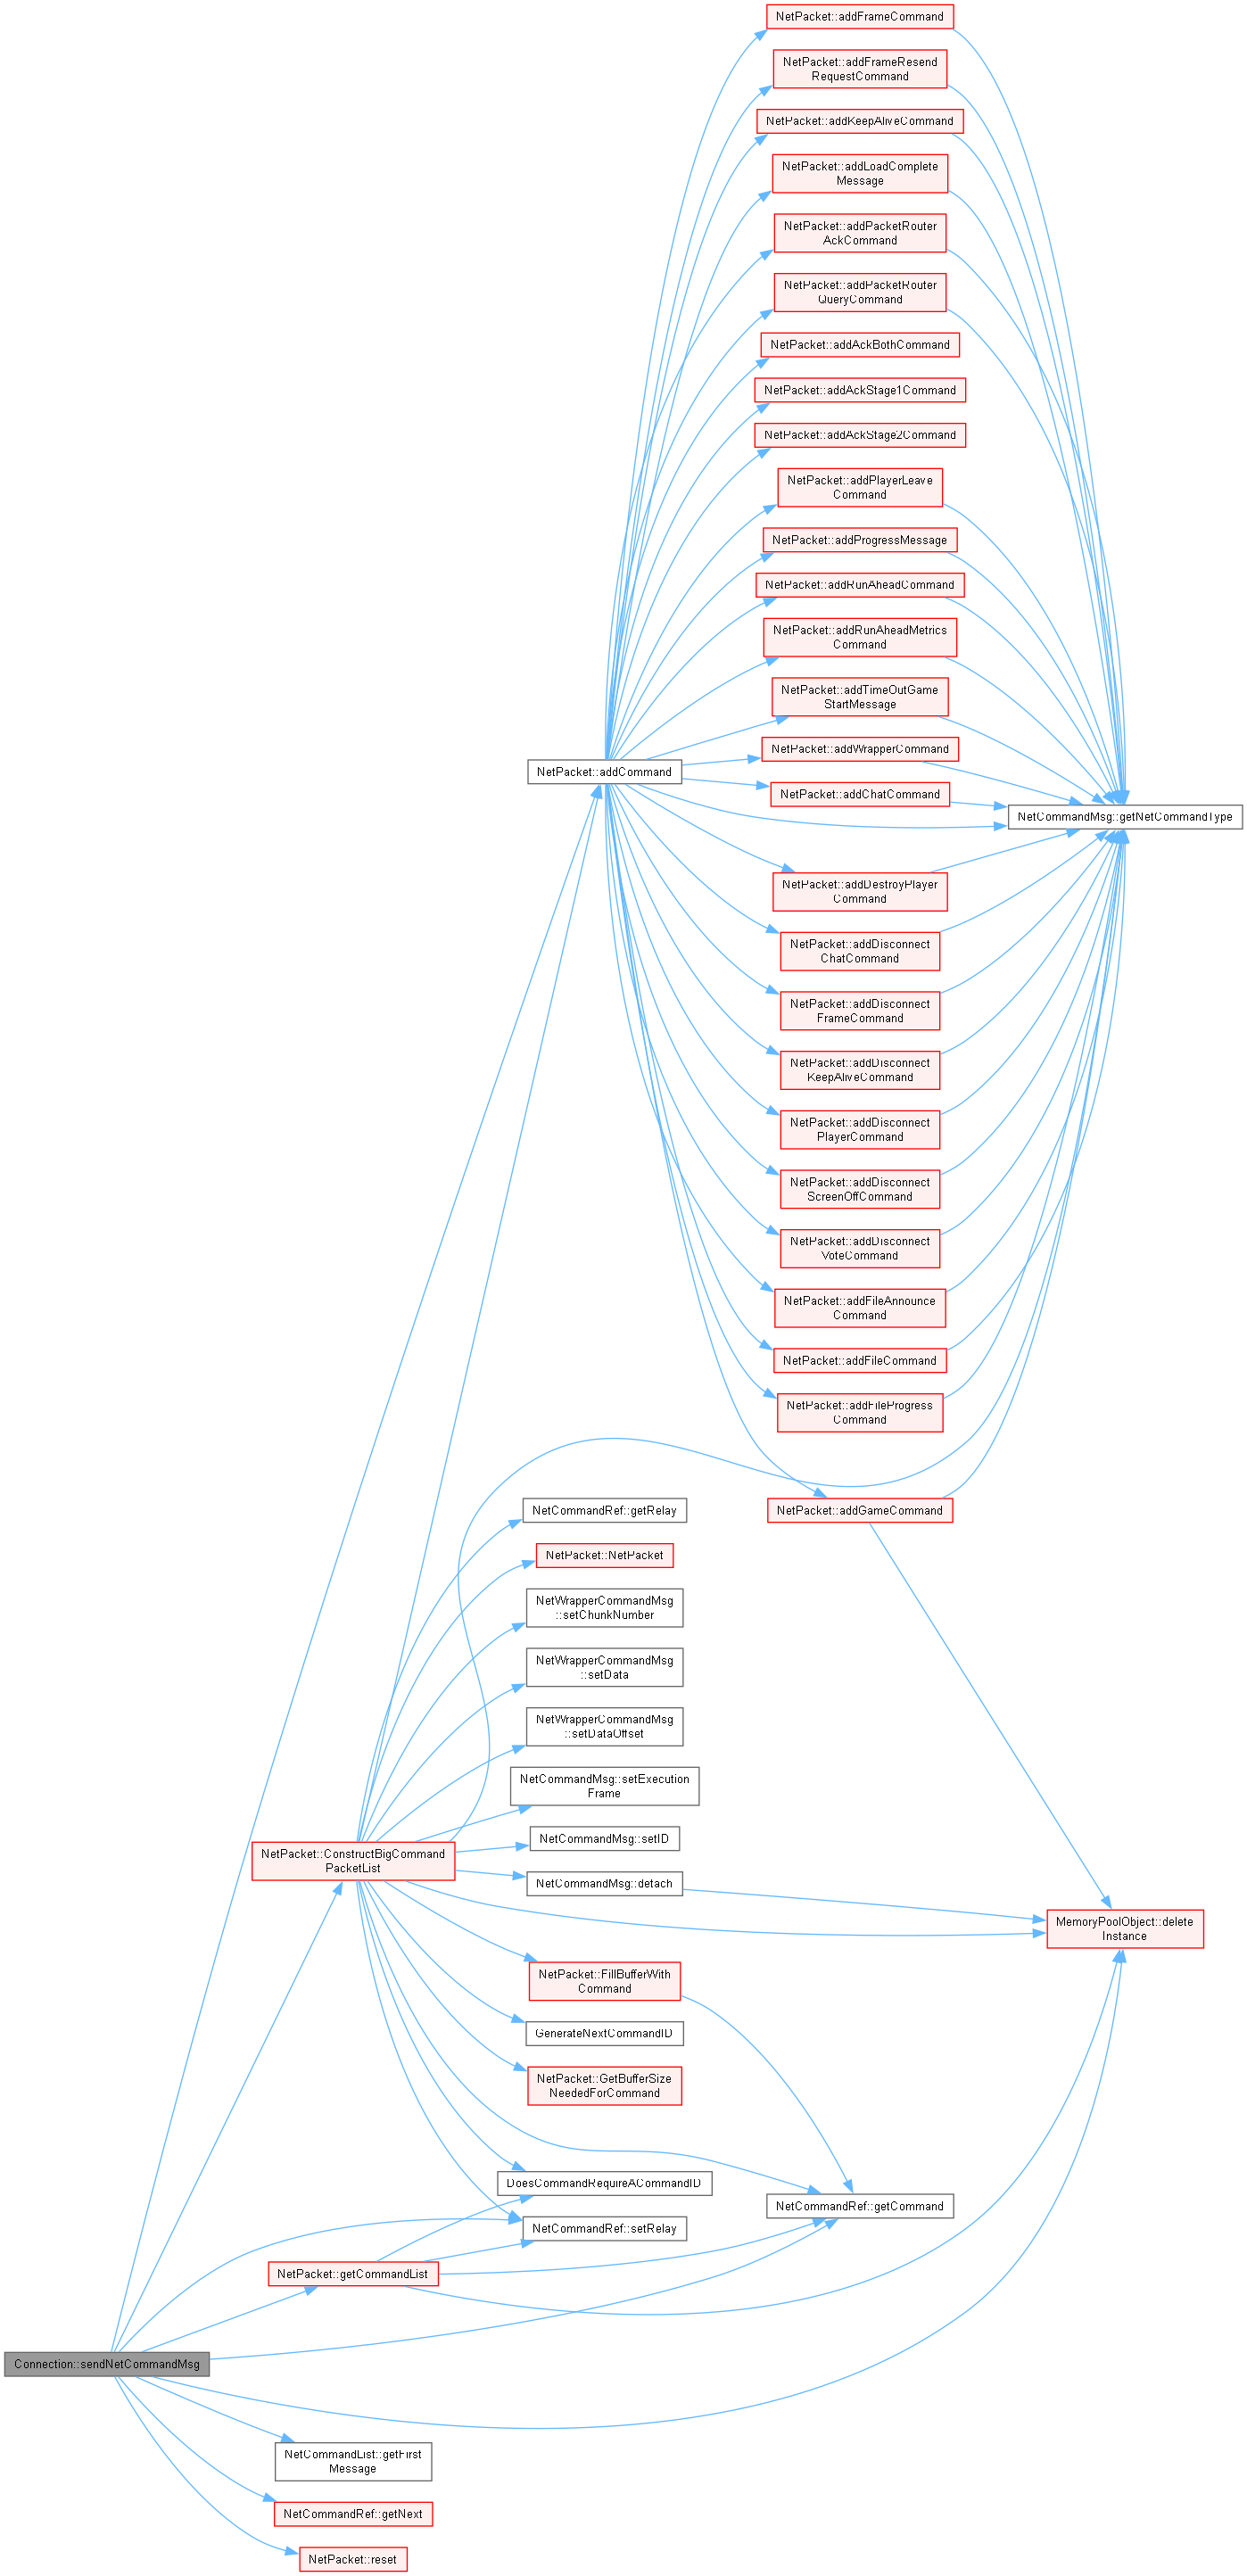 NetPacket::addFrameCommand
NetPacket::addFrameResend
RequestCommand
NetPacket::addKeepAliveCommand
NetPacket::addLoadComplete
Message
NetPacket::addPacketRouter
AckCommand
NetPacket::addPacketRouter
QueryCommand
NetPacket::addAckBothCommand
NetPacket::addAckStage1Command
NetPacket::addAckStage2Command
NetPacket::addPlayerLeave
Command
NetPacket::addProgressMessage
NetPacket::addRunAheadCommand
NetPacket::addRunAheadMetrics
Command
NetPacket::addTimeOutGame
StartMessage
NetPacket::addWrapperCommand
NetPacket::addCommand
NetPacket::addChatCommand
NetCommandMsg::getNetCommandType
NetPacket::addDestroyPlayer
Command
NetPacket::addDisconnect
ChatCommand
NetPacket::addDisconnect
FrameCommand
NetPacket::addDisconnect
KeepAliveCommand
NetPacket::addDisconnect
PlayerCommand
NetPacket::addDisconnect
ScreenOffCommand
NetPacket::addDisconnect
VoteCommand
NetPacket::addFileAnnounce
Command
NetPacket::addFileCommand
NetPacket::addFileProgress
Command
NetCommandRef::getRelay
NetPacket::addGameCommand
NetPacket::NetPacket
NetWrapperCommandMsg
::setChunkNumber
NetWrapperCommandMsg
::setData
NetWrapperCommandMsg
::setDataOffset
NetCommandMsg::setExecution
Frame
NetCommandMsg::setID
NetPacket::ConstructBigCommand
PacketList
NetCommandMsg::detach
MemoryPoolObject::delete
Instance
NetPacket::FillBufferWith
Command
GenerateNextCommandID
NetPacket::GetBufferSize
NeededForCommand
DoesCommandRequireACommandID
NetCommandRef::getCommand
NetCommandRef::setRelay
NetPacket::getCommandList
Connection::sendNetCommandMsg
NetCommandList::getFirst
Message
NetCommandRef::getNext
NetPacket::reset